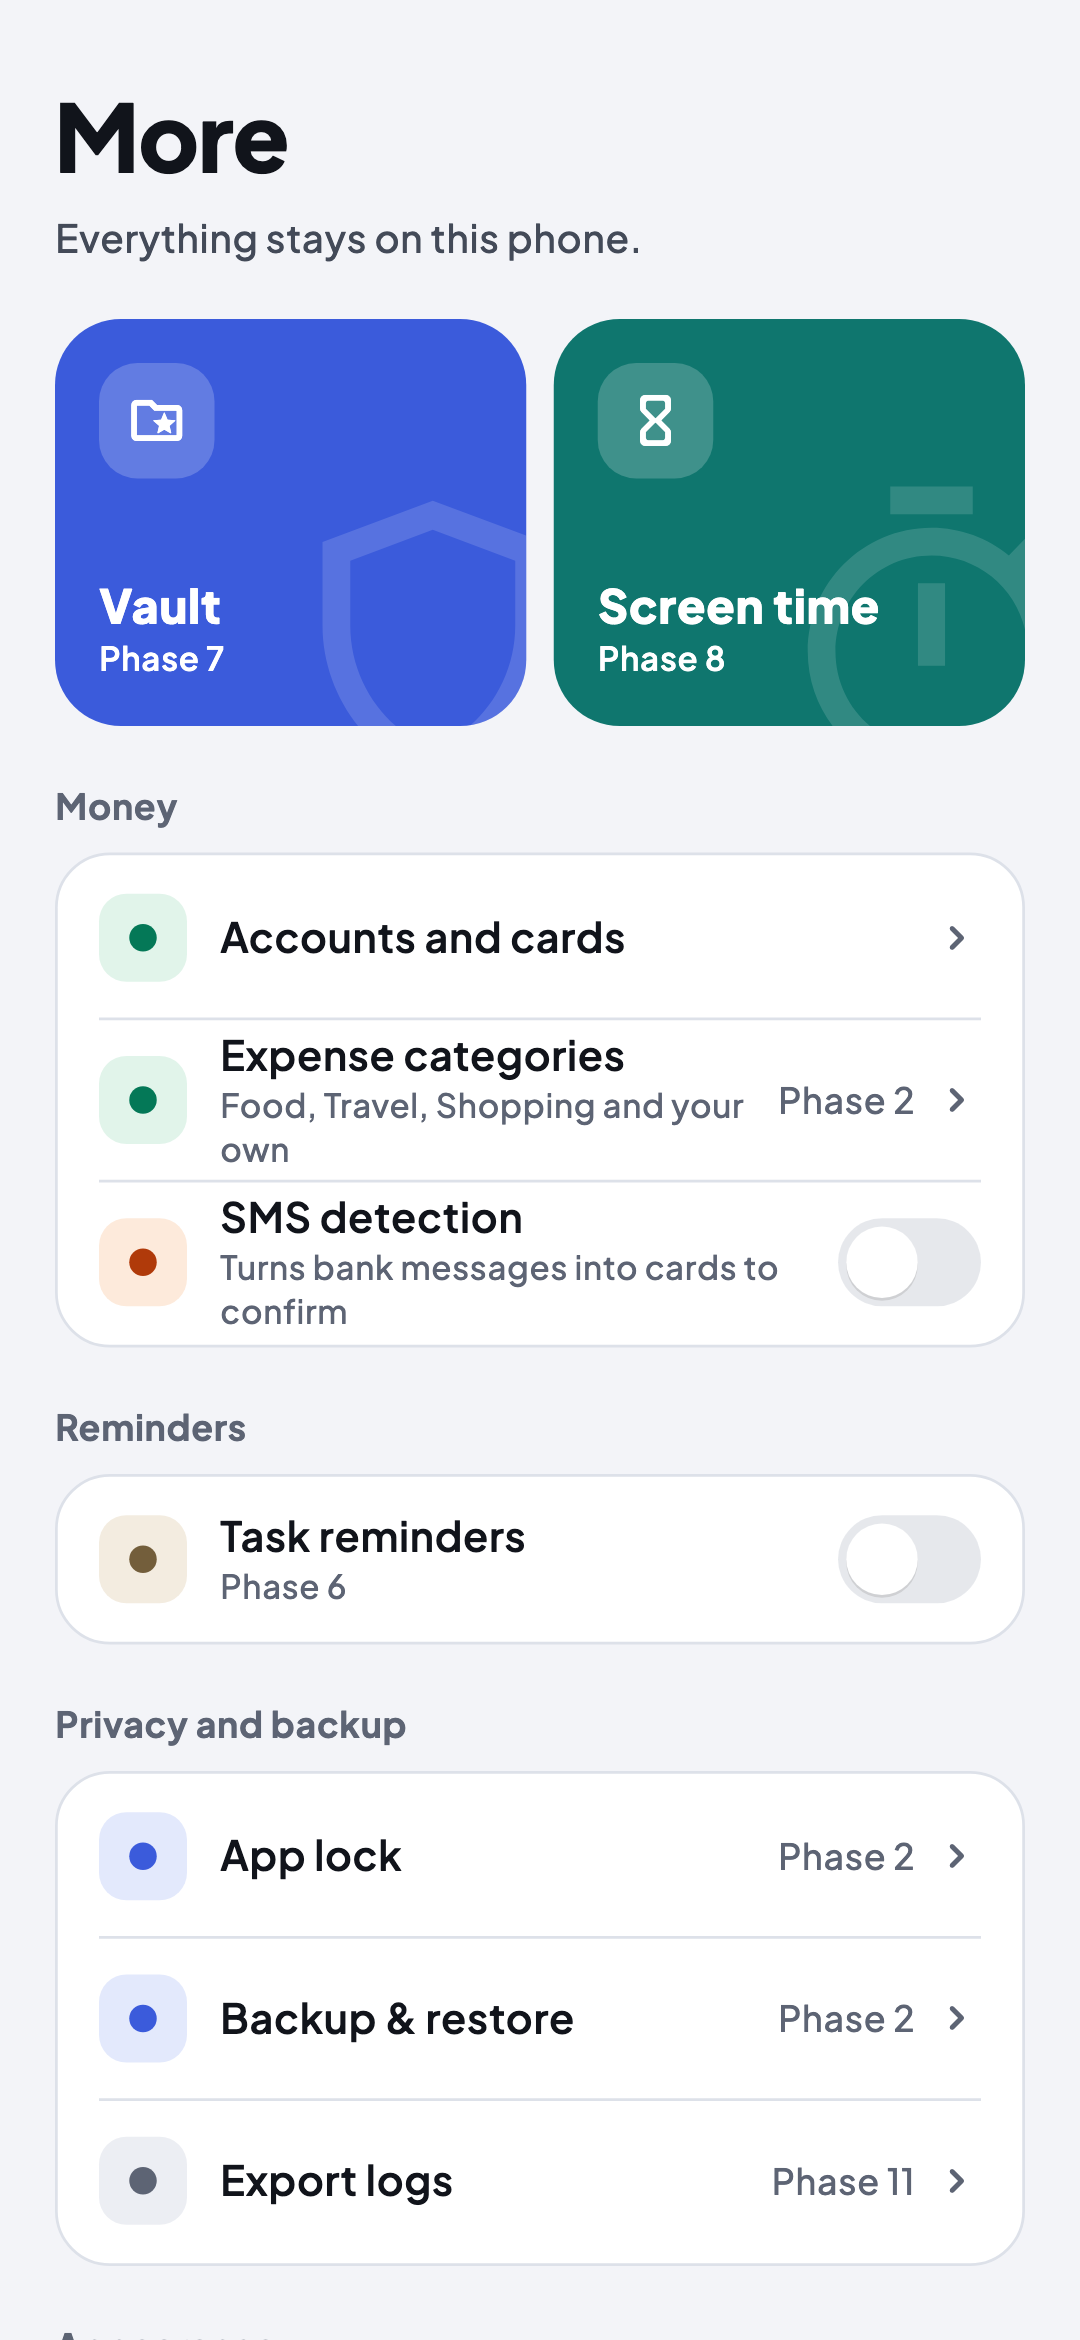 More
Everything stays on this phone.
Vault
Phase 7
Screen time
Phase 8
Money
Accounts and cards
Expense categories
Food, Travel, Shopping and your
own
Phase 2
SMS detection
Turns bank messages into cards to
confirm
Reminders
Task reminders
Phase 6
Privacy and backup
App lock
Phase 2
Backup & restore
Phase 2
Export logs
Phase 11